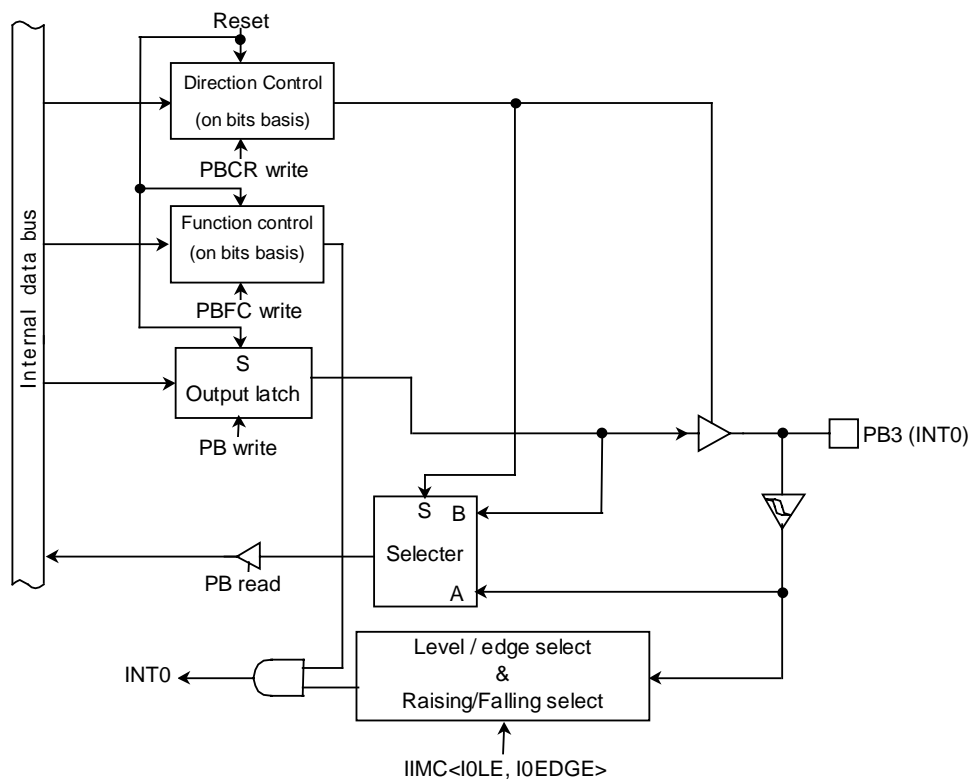 Reset
Internal data bus
Direction Control
(on bits basis)
PBCR write
Function control
(on bits basis)
PBFC write
S
Output latch
PB write
PB3 (INT0)
S B
Selecter
A
PB read
Level / edge select
&
Raising/Falling select
INT0
IIMC<I0LE, I0EDGE>